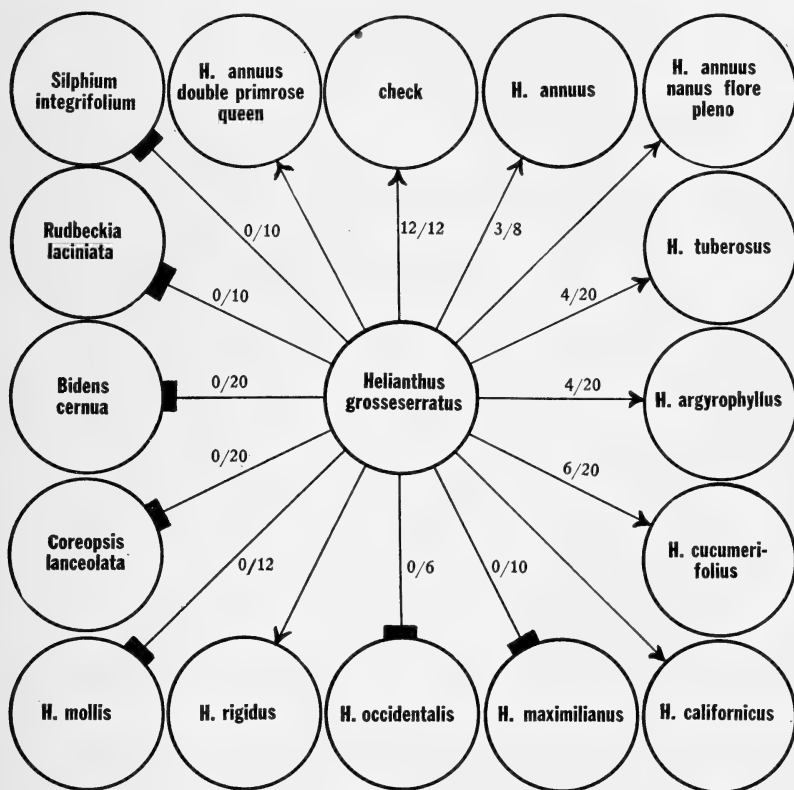 Silphium
integrifolium
H. annuus
double primrose
queen
check
H. annuus
H. annuus
nanus flore
pleno
Rudbeckia
laciniata
0/10
12/12
3/8
H. tuberosus
0/10
4/20
Bidens
cernua
0/20
Helianthus
grosseserratus
4/20
H. argyrophyllus
0/20
6/20
Coreopsis
lanceolata
0/12
0/6
0/10
H. cucumeri-
folius
H. mollis
H. rigidus
H. occidentalis
H. maximilianus
H. californicus